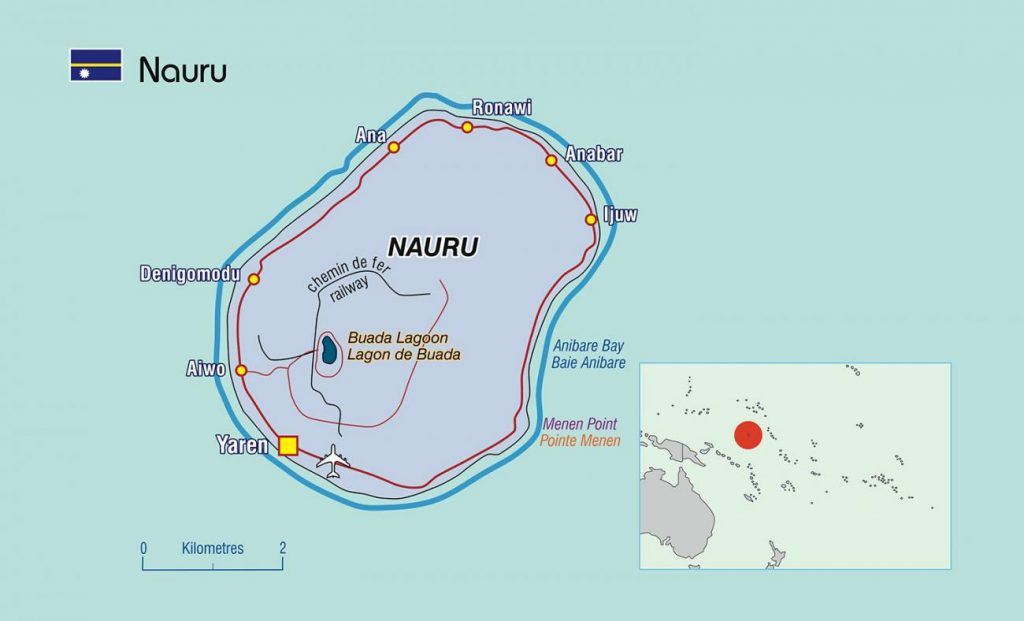 Nauru
Ronawi
Ana
Anabar
Ijuw
NAURU
chemin de fer
railway
Denigomodu
Buada Lagoon
Lagon de Buada
Anibare Bay
Baie Anibare
Aiwo
Menen Point
Pointe Menen
Yaren
0 Kilometres 2